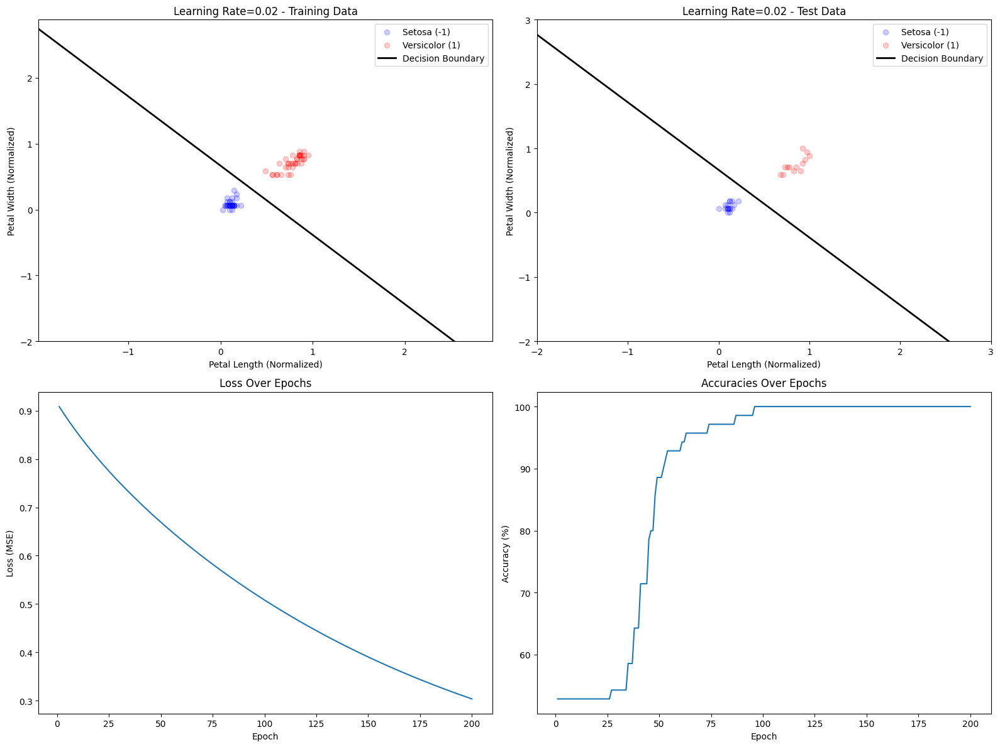 Learning Rate=0.02 - Training Data
Setosa (-1)
Versicolor (1)
Decision Boundary
Petal Width (Normalized)
2
1
0
−1
−2
−1
0
1
2
Petal Length (Normalized)
Learning Rate=0.02 - Test Data
Setosa (-1)
Versicolor (1)
Decision Boundary
Petal Width (Normalized)
3
2
1
0
−1
−2
−2
−1
0
1
2
3
Petal Length (Normalized)
Loss Over Epochs
Loss (MSE)
0.9
0.8
0.7
0.6
0.5
0.4
0.3
0
25
50
75
100
125
150
175
200
Epoch
Accuracies Over Epochs
Accuracy (%)
100
90
80
70
60
0
25
50
75
100
125
150
175
200
Epoch